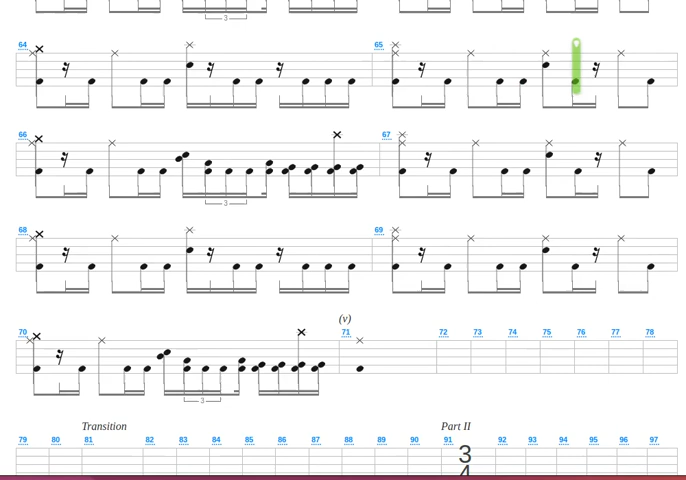 3
64 65
66 67
3
68 69
(v)
70 71 72 73 74 75 76 77 78
3
Transition Part II
79 80 81 82 83 84 85 86 87 88 89 90 91 92 93 94 95 96 97
3
4